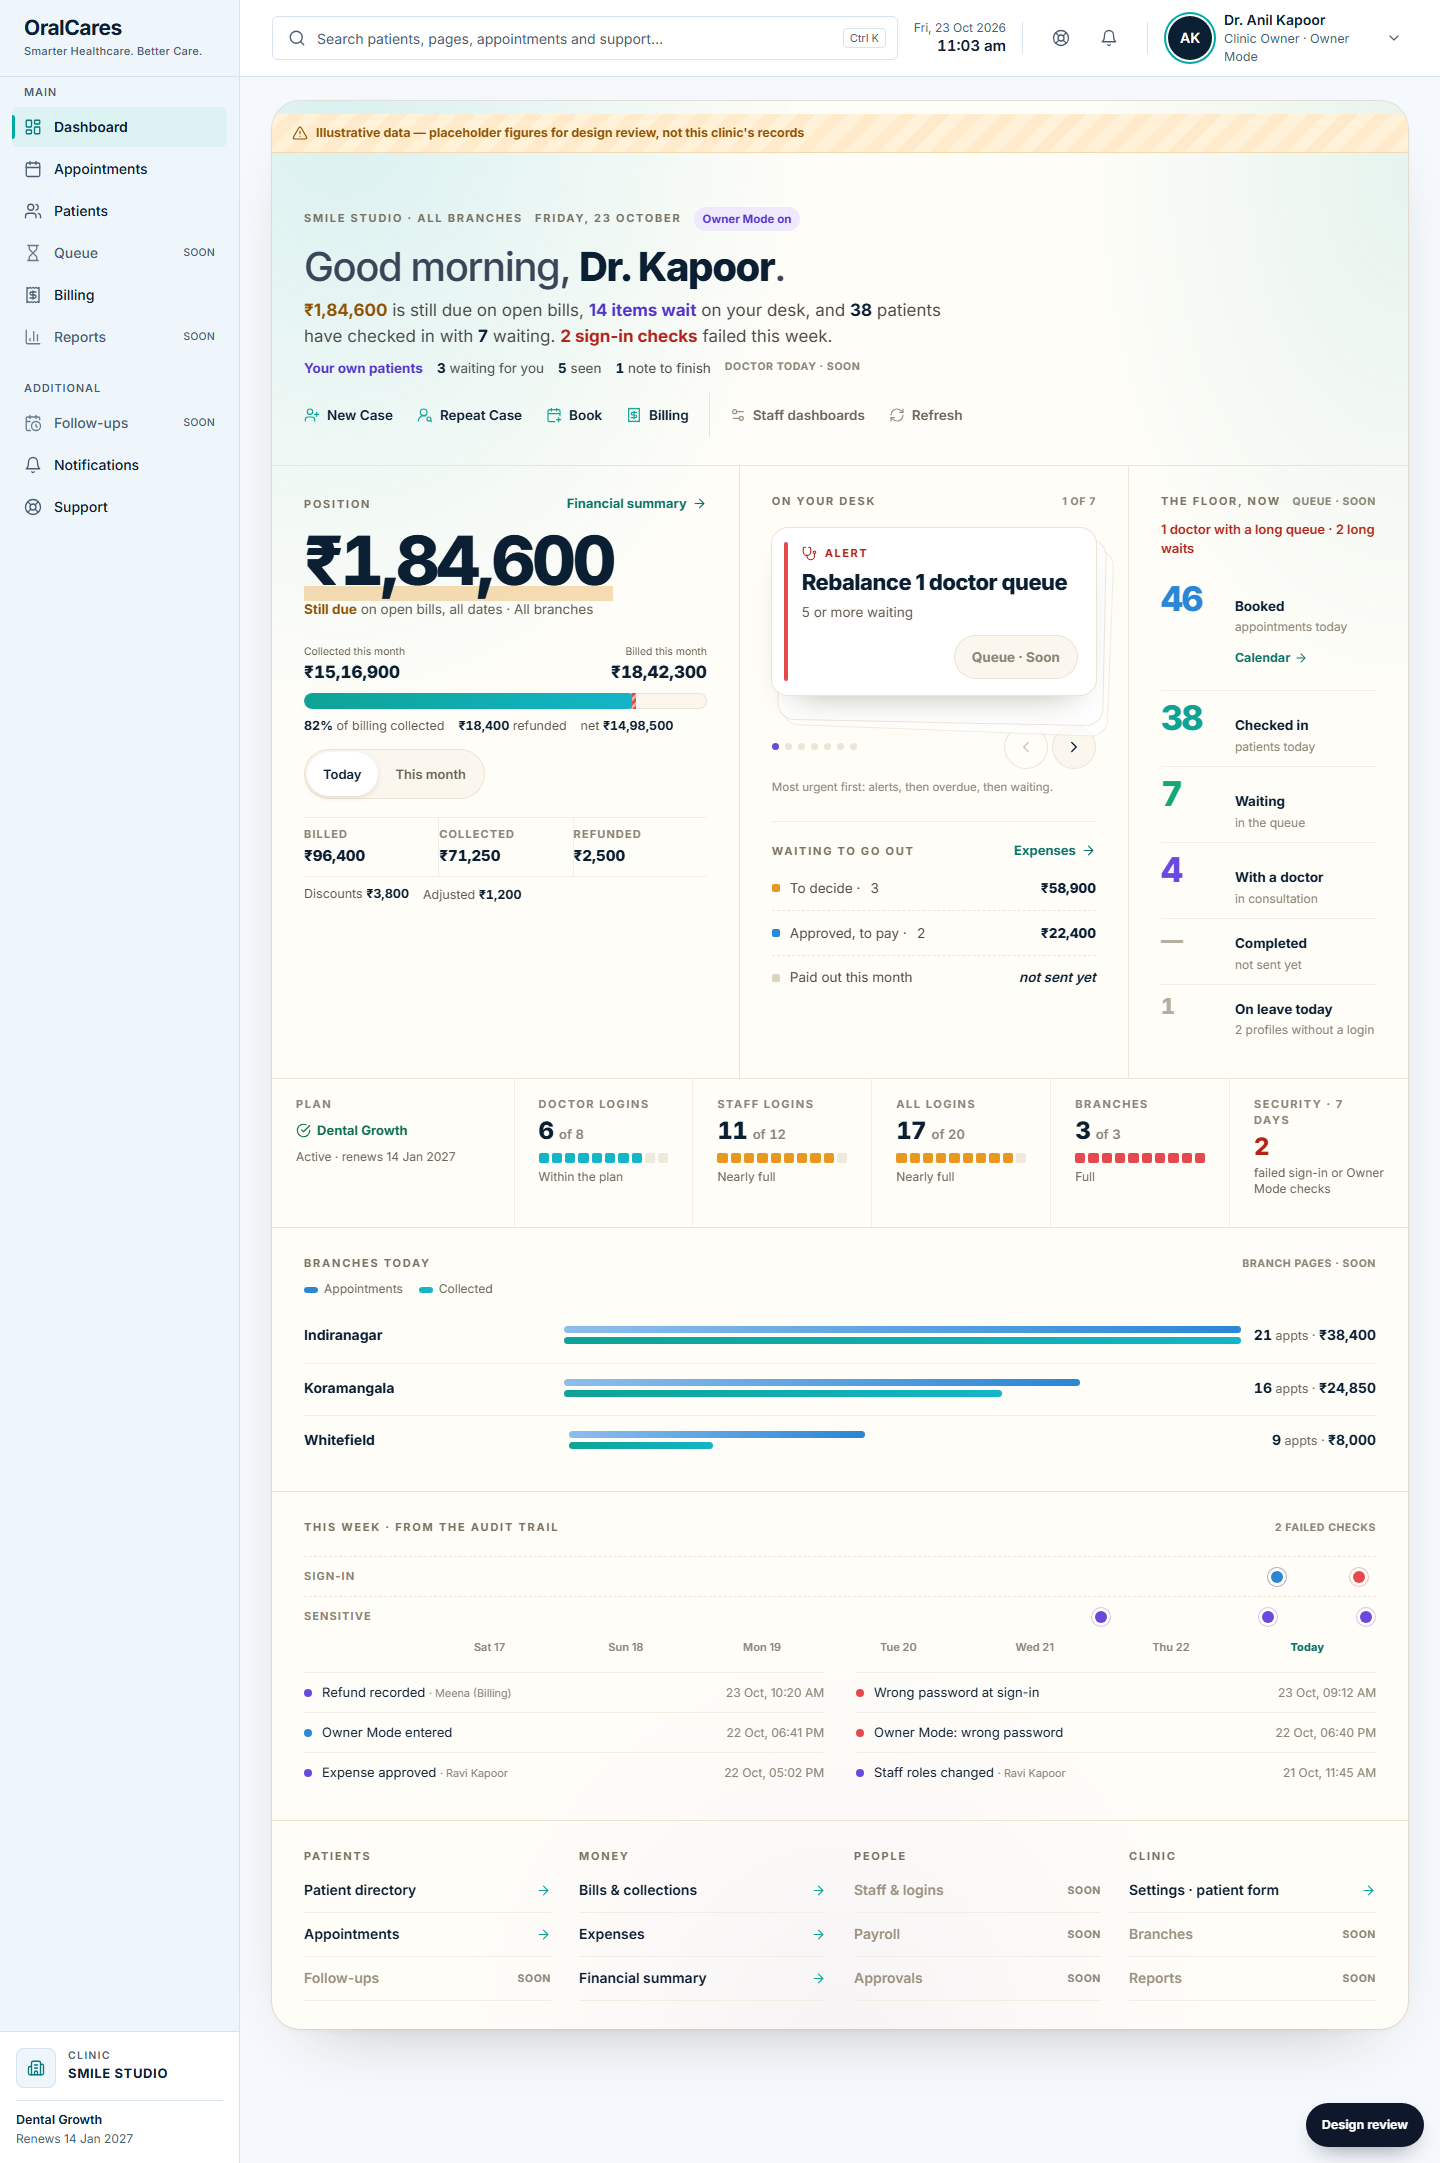 OralCares
Smarter Healthcare. Better Care.
Search patients, pages, appointments and support...
Ctrl K
Fri, 23 Oct 2026
11:03 am
AK
Dr. Anil Kapoor
Clinic Owner · Owner
Mode
MAIN
Dashboard
Appointments
Patients
Queue SOON
Billing
Reports SOON
ADDITIONAL
Follow-ups SOON
Notifications
Support
Illustrative data — placeholder figures for design review, not this clinic's records
SMILE STUDIO · ALL BRANCHES FRIDAY, 23 OCTOBER Owner Mode on
Good morning, Dr. Kapoor.
₹1,84,600 is still due on open bills, 14 items wait on your desk, and 38 patients
have checked in with 7 waiting. 2 sign-in checks failed this week.
Your own patients 3 waiting for you 5 seen 1 note to finish DOCTOR TODAY · SOON
New Case Repeat Case Book Billing Staff dashboards Refresh
POSITION Financial summary
₹1,84,600
Still due on open bills, all dates · All branches
Collected this month Billed this month
₹15,16,900 ₹18,42,300
82% of billing collected ₹18,400 refunded net ₹14,98,500
Today This month
BILLED COLLECTED REFUNDED
₹96,400 ₹71,250 ₹2,500
Discounts ₹3,800 Adjusted ₹1,200
ON YOUR DESK 1 OF 7
ALERT
Rebalance 1 doctor queue
5 or more waiting
Queue · Soon
Most urgent first: alerts, then overdue, then waiting.
WAITING TO GO OUT Expenses
To decide · 3 ₹58,900
Approved, to pay · 2 ₹22,400
Paid out this month not sent yet
THE FLOOR, NOW QUEUE · SOON
1 doctor with a long queue · 2 long
waits
46 Booked
appointments today
Calendar
38 Checked in
patients today
7 Waiting
in the queue
4 With a doctor
in consultation
— Completed
not sent yet
1 On leave today
2 profiles without a login
PLAN
Dental Growth
Active · renews 14 Jan 2027
DOCTOR LOGINS
6 of 8
Within the plan
STAFF LOGINS
11 of 12
Nearly full
ALL LOGINS
17 of 20
Nearly full
BRANCHES
3 of 3
Full
SECURITY · 7
DAYS
2
failed sign-in or Owner
Mode checks
BRANCHES TODAY BRANCH PAGES · SOON
Appointments Collected
Indiranagar 21 appts · ₹38,400
Koramangala 16 appts · ₹24,850
Whitefield 9 appts · ₹8,000
THIS WEEK · FROM THE AUDIT TRAIL 2 FAILED CHECKS
SIGN-IN
SENSITIVE
Sat 17 Sun 18 Mon 19 Tue 20 Wed 21 Thu 22 Today
Refund recorded · Meena (Billing) 23 Oct, 10:20 AM
Wrong password at sign-in 23 Oct, 09:12 AM
Owner Mode entered 22 Oct, 06:41 PM
Owner Mode: wrong password 22 Oct, 06:40 PM
Expense approved · Ravi Kapoor 22 Oct, 05:02 PM
Staff roles changed · Ravi Kapoor 21 Oct, 11:45 AM
PATIENTS
Patient directory
Appointments
Follow-ups SOON
MONEY
Bills & collections
Expenses
Financial summary
PEOPLE
Staff & logins SOON
Payroll SOON
Approvals SOON
CLINIC
Settings · patient form
Branches SOON
Reports SOON
CLINIC
SMILE STUDIO
Dental Growth
Renews 14 Jan 2027
Design review